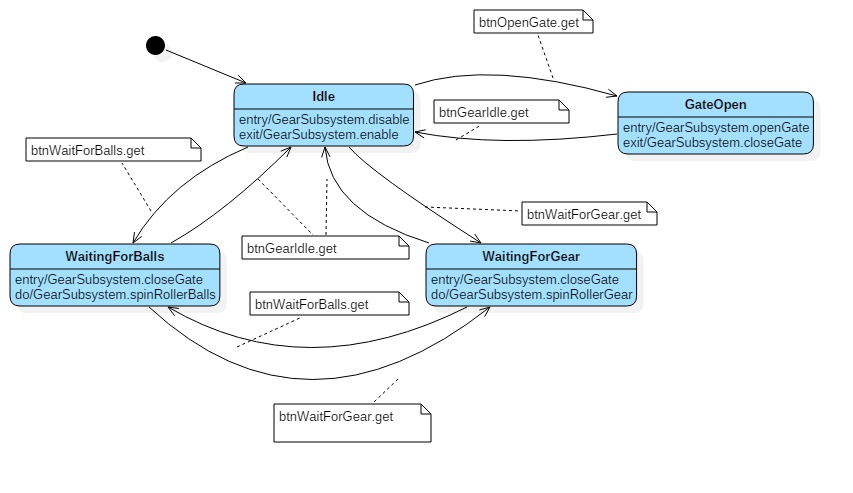 btnOpenGate.get
Idle
entry/GearSubsystem.disable
exit/GearSubsystem.enable
btnGearIdle.get
GateOpen
entry/GearSubsystem.openGate
exit/GearSubsystem.closeGate
btnWaitForBalls.get
btnWaitForGear.get
btnGearIdle.get
WaitingForBalls
entry/GearSubsystem.closeGate
do/GearSubsystem.spinRollerBalls
WaitingForGear
entry/GearSubsystem.closeGate
do/GearSubsystem.spinRollerGear
btnWaitForBalls.get
btnWaitForGear.get